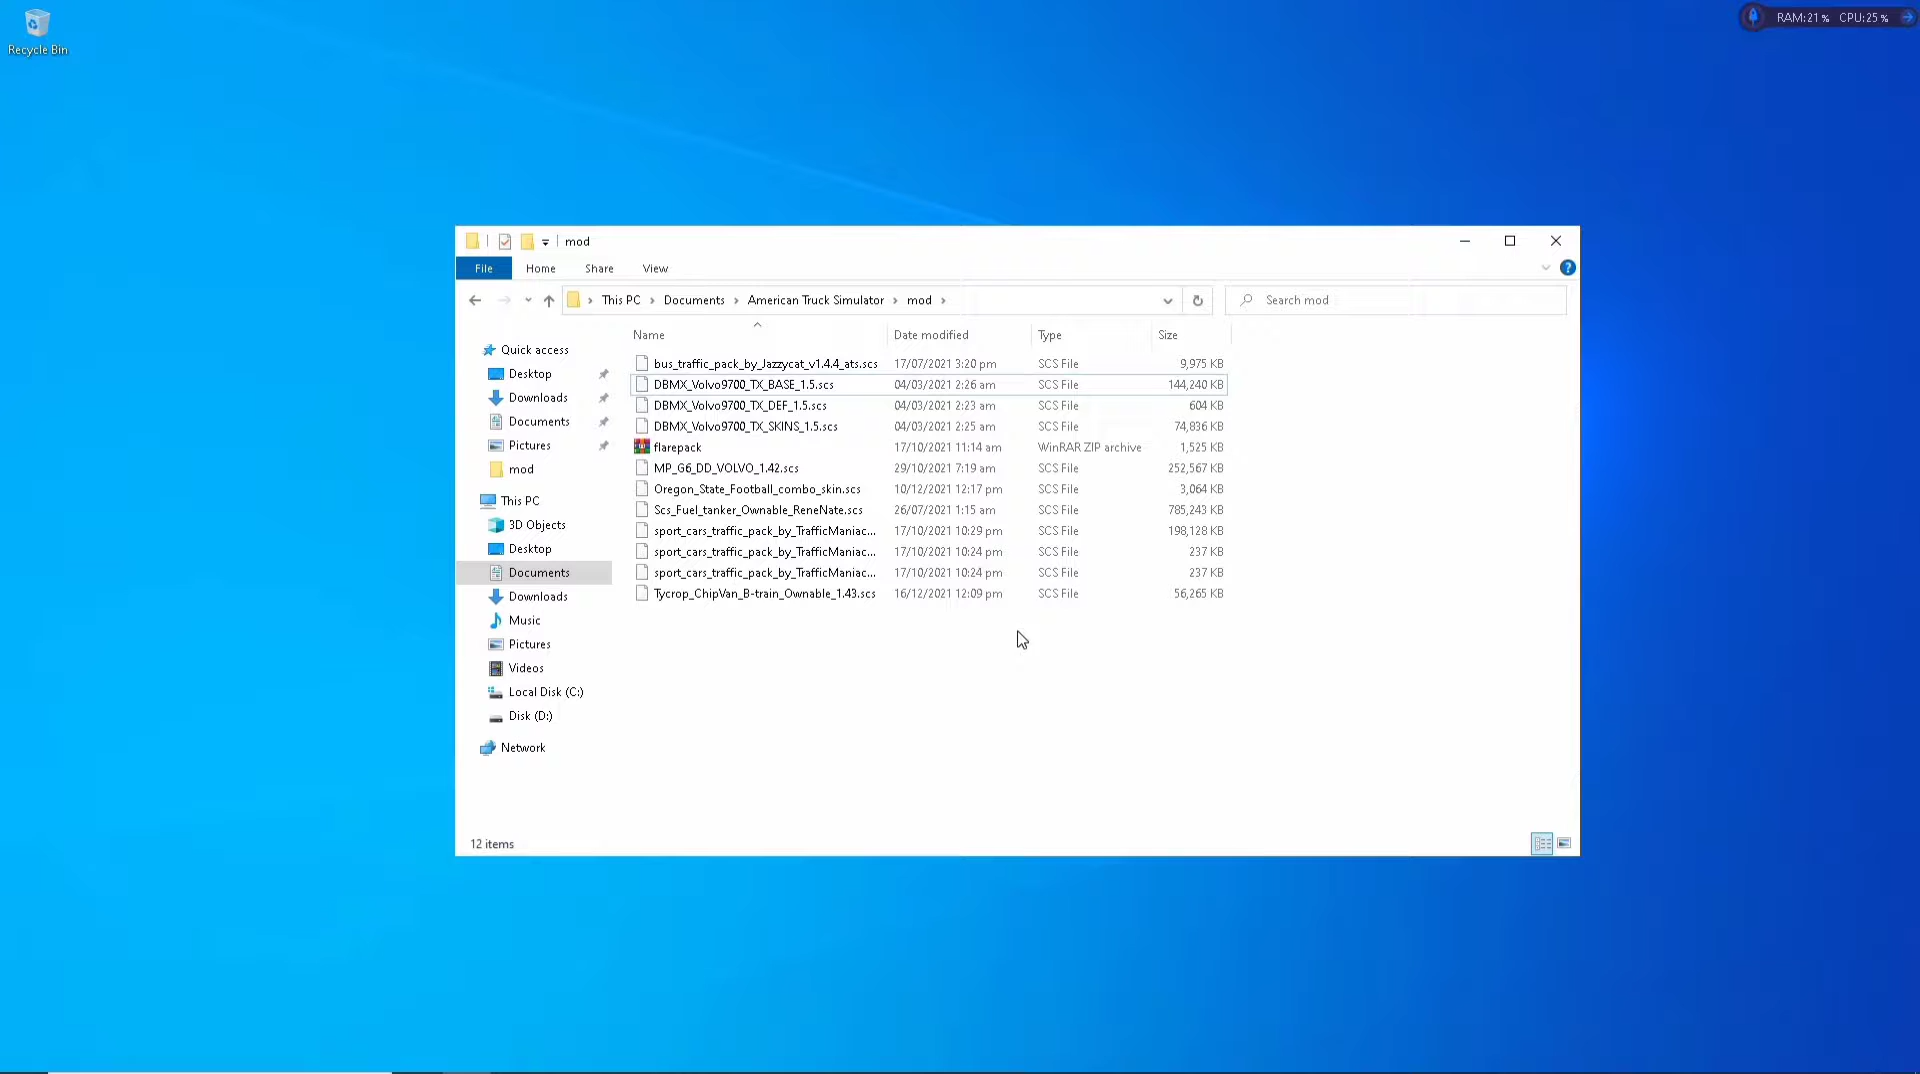 Recycle Bin
RAM:21 % CPU:25 %
mod
File Home Share View
This PC Documents American Truck Simulator mod
Search mod
Name Date modified Type Size
Quick access
Desktop
Downloads
Documents
Pictures
mod
This PC
3D Objects
Desktop
Documents
Downloads
Music
Pictures
Videos
Local Disk (C:)
Disk (D:)
Network
bus_traffic_pack_by_Jazzycat_v1.4.4_ats.scs 17/07/2021 3:20 pm SCS File 9,975 KB
DBMX_Volvo9700_TX_BASE_1.5.scs 04/03/2021 2:26 am SCS File 144,240 KB
DBMX_Volvo9700_TX_DEF_1.5.scs 04/03/2021 2:23 am SCS File 604 KB
DBMX_Volvo9700_TX_SKINS_1.5.scs 04/03/2021 2:25 am SCS File 74,836 KB
flarepack 17/10/2021 11:14 am WinRAR ZIP archive 1,525 KB
MP_G6_DD_VOLVO_1.42.scs 29/10/2021 7:19 am SCS File 252,567 KB
Oregon_State_Football_combo_skin.scs 10/12/2021 12:17 pm SCS File 3,064 KB
Scs_Fuel_tanker_Ownable_ReneNate.scs 26/07/2021 1:15 am SCS File 785,243 KB
sport_cars_traffic_pack_by_TrafficManiac... 17/10/2021 10:29 pm SCS File 198,128 KB
sport_cars_traffic_pack_by_TrafficManiac... 17/10/2021 10:24 pm SCS File 237 KB
sport_cars_traffic_pack_by_TrafficManiac... 17/10/2021 10:24 pm SCS File 237 KB
Tycrop_ChipVan_B-train_Ownable_1.43.scs 16/12/2021 12:09 pm SCS File 56,265 KB
12 items